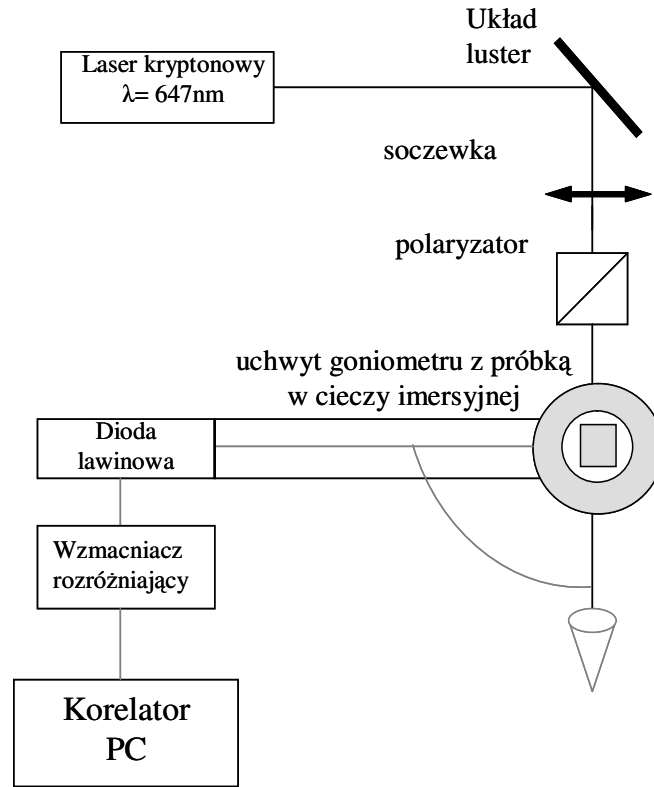 Układ
luster
Laser kryptonowy
λ= 647nm
soczewka
polaryzator
uchwyt goniometru z próbką
w cieczy imersyjnej
Dioda
lawinowa
Wzmacniacz
rozróżniający
Korelator
PC